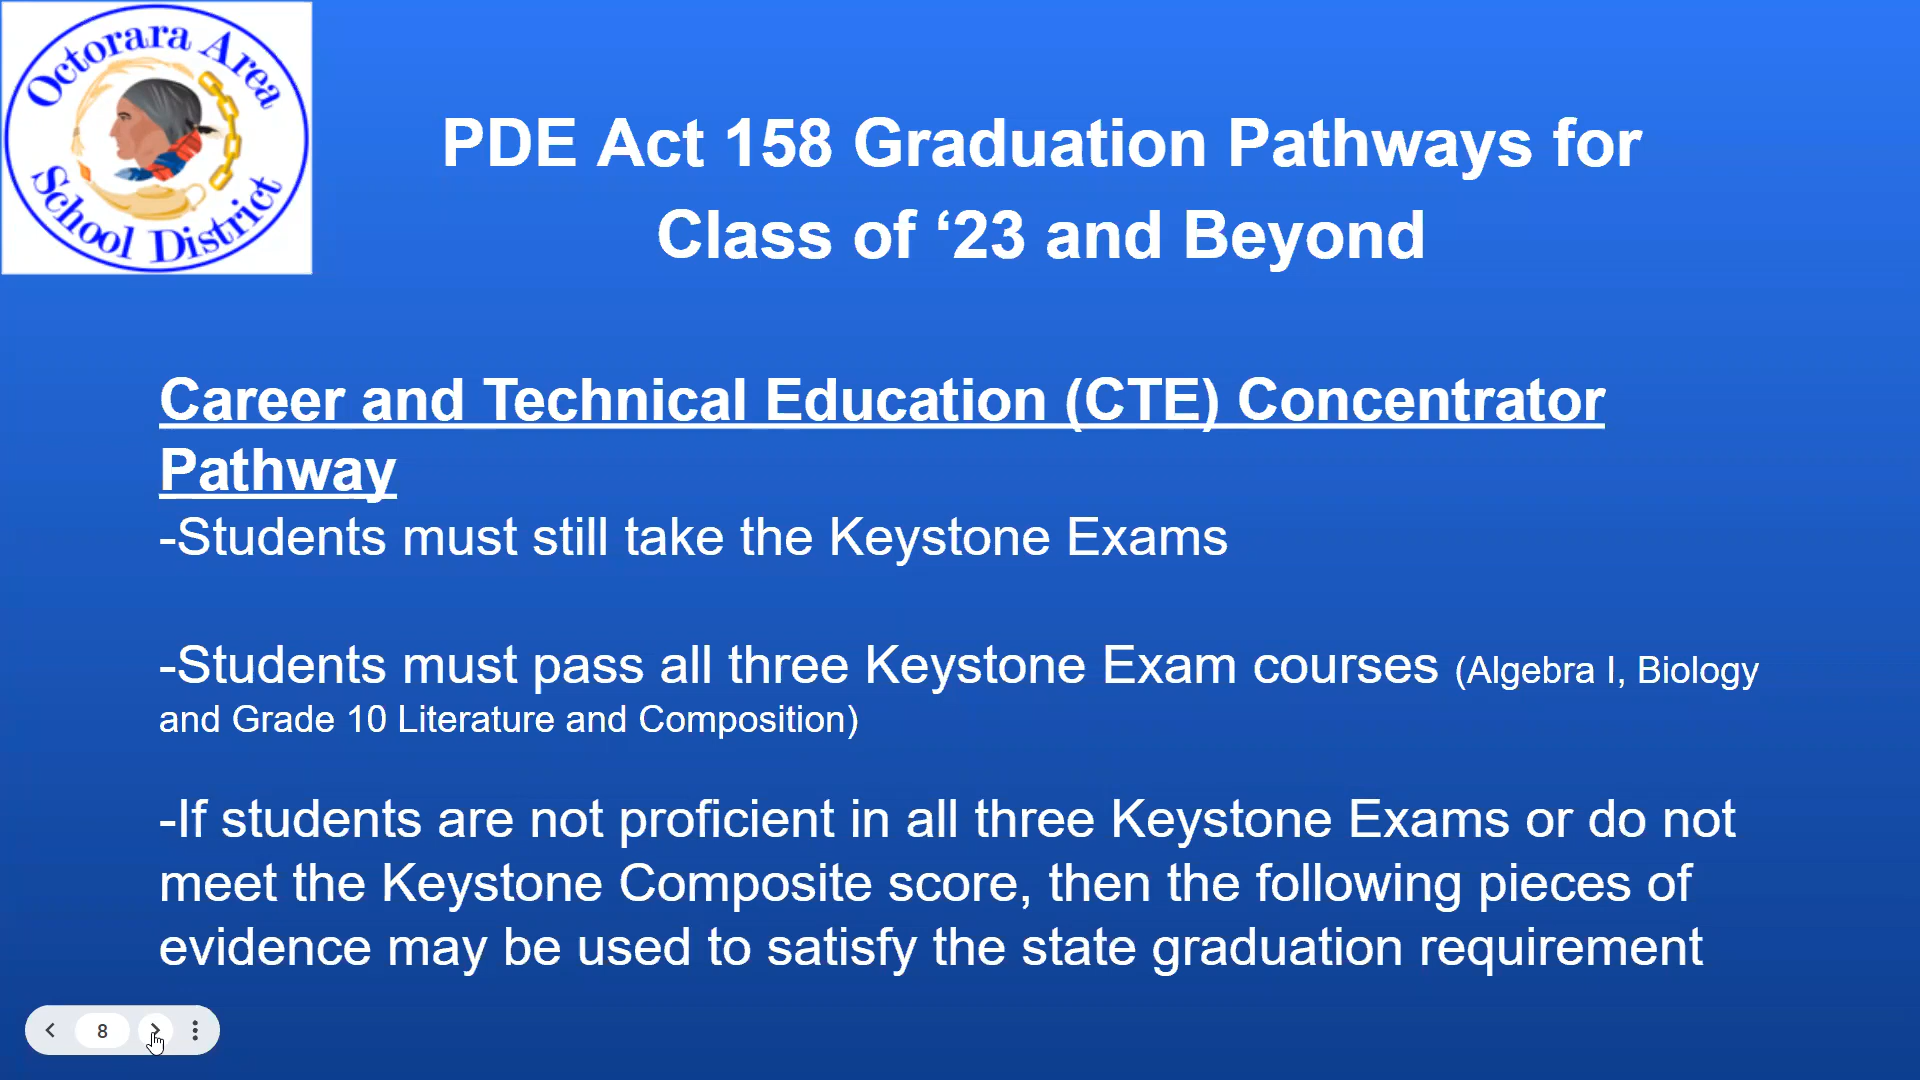 Octorara Area
School District
PDE Act 158 Graduation Pathways for
Class of ‘23 and Beyond
Career and Technical Education (CTE) Concentrator
Pathway
-Students must still take the Keystone Exams
-Students must pass all three Keystone Exam courses (Algebra I, Biology
and Grade 10 Literature and Composition)
-If students are not proficient in all three Keystone Exams or do not
meet the Keystone Composite score, then the following pieces of
evidence may be used to satisfy the state graduation requirement
8